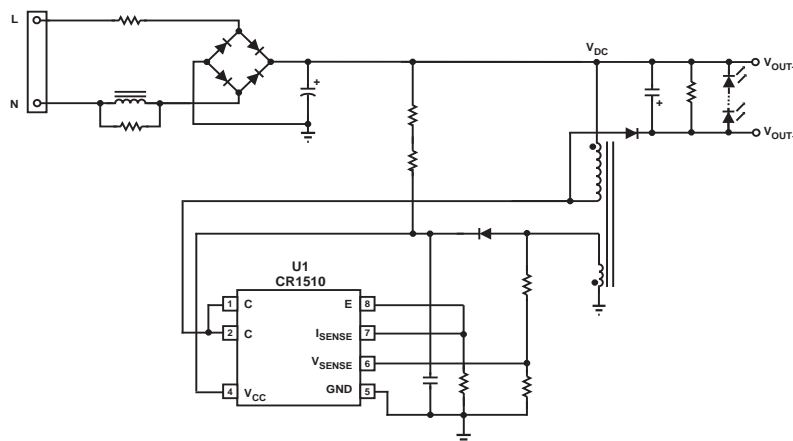 L
V_DC
V_OUT-
N
+
+
V_OUT-
U1
CR1510
1 C
E 8
2 C
I_SENSE 7
V_SENSE 6
4 V_CC
GND 5